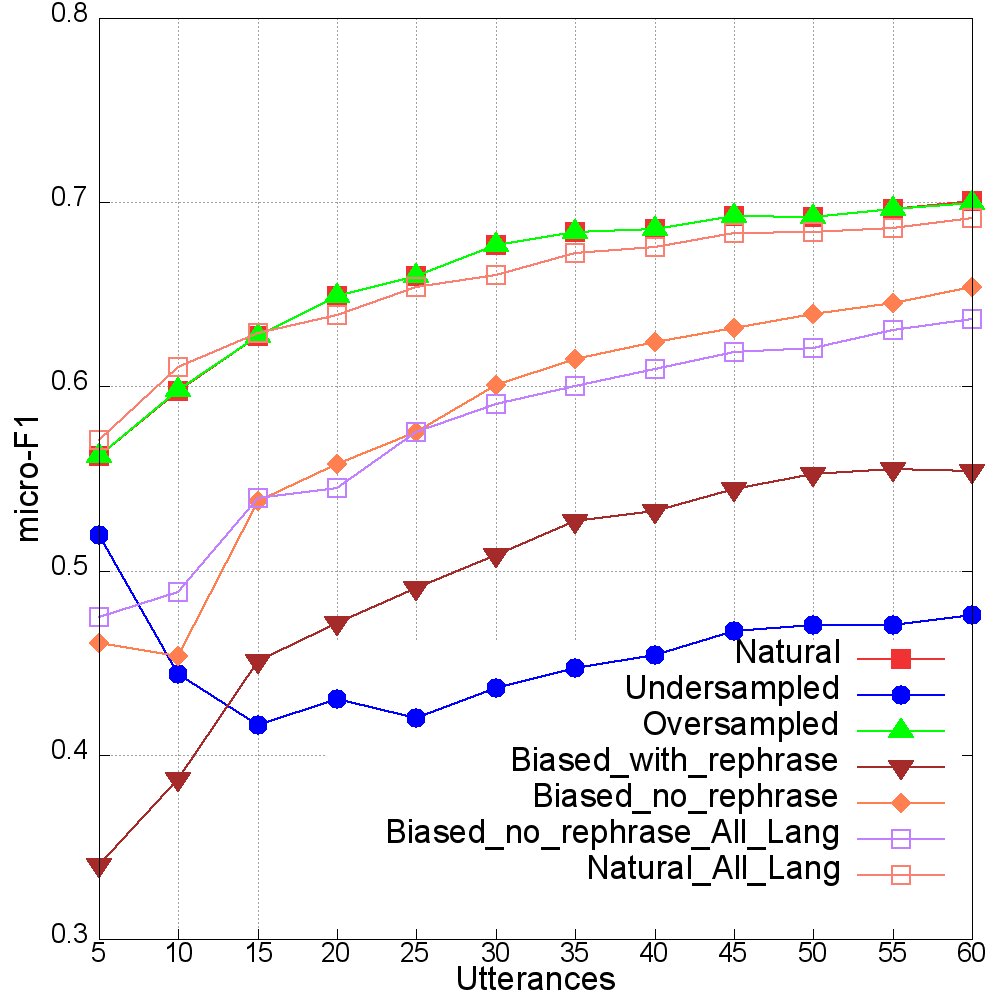 0.8
0.7
0.6
0.5
0.4
0.3
micro-F1
Natural
Undersampled
Oversampled
Biased_with_rephrase
Biased_no_rephrase
Biased_no_rephrase_All_Lang
Natural_All_Lang
5 10 15 20 25 30 35 40 45 50 55 60
Utterances